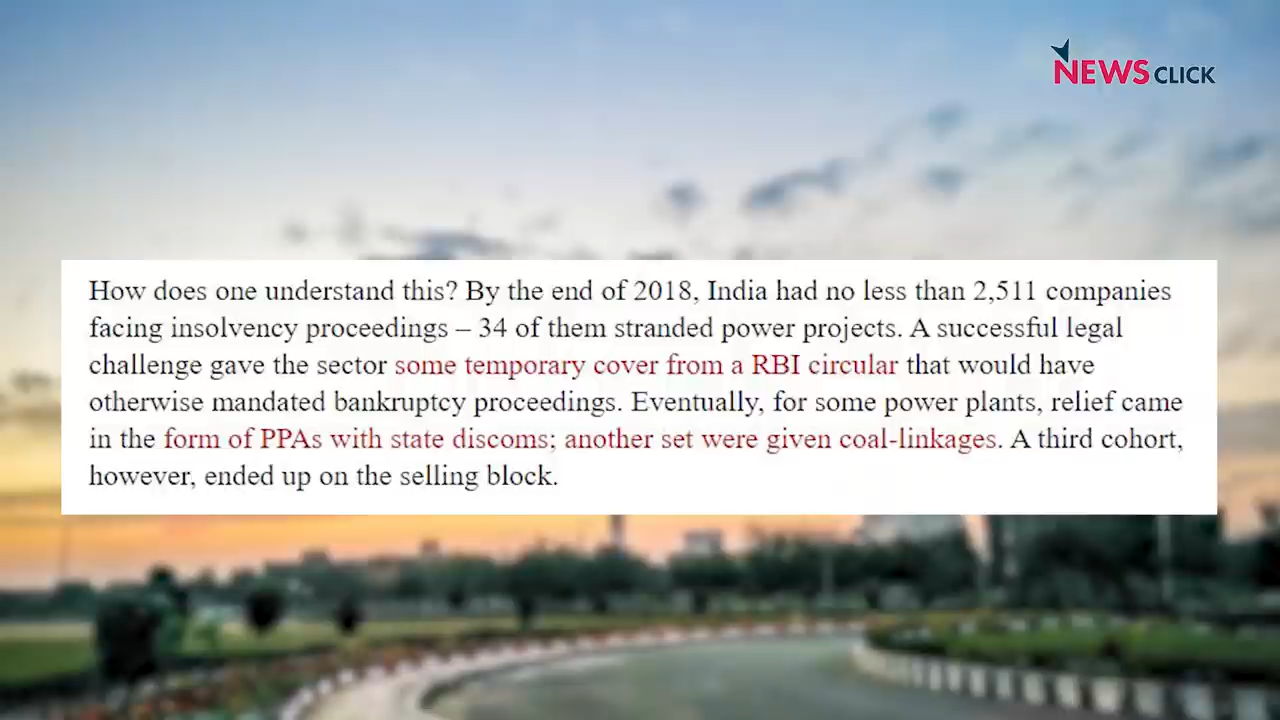 NEWS CLICK
How does one understand this? By the end of 2018, India had no less than 2,511 companies
facing insolvency proceedings – 34 of them stranded power projects. A successful legal
challenge gave the sector some temporary cover from a RBI circular that would have
otherwise mandated bankruptcy proceedings. Eventually, for some power plants, relief came
in the form of PPAs with state discoms; another set were given coal-linkages. A third cohort,
however, ended up on the selling block.